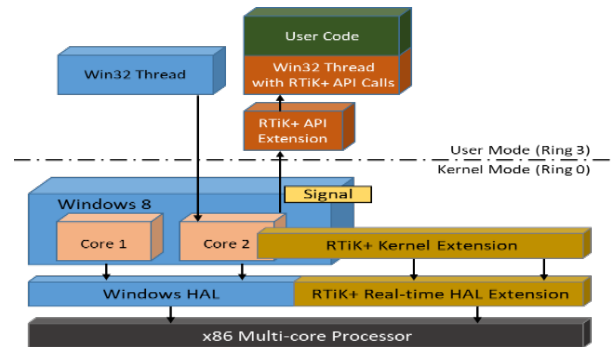 User Code
Win32 Thread
Win32 Thread
with RTiK+ API Calls
RTiK+ API
Extension
User Mode (Ring 3)
Kernel Mode (Ring 0)
Signal
Windows 8
Core 1
Core 2
RTiK+ Kernel Extension
Windows HAL
RTiK+ Real-time HAL Extension
x86 Multi-core Processor